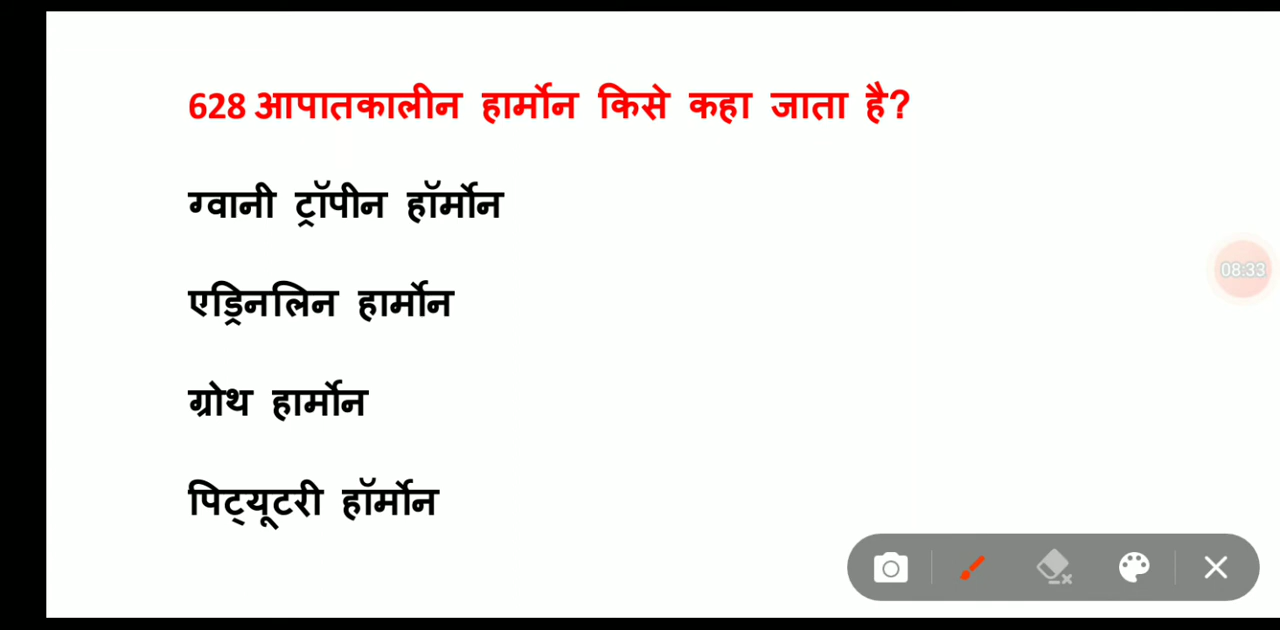 628 आपातकालीन हार्मोन किसे कहा जाता है?
ग्वानी ट्रॉपीन हॉर्मोन
08:33
एड्रिनलिन हार्मोन
ग्रोथ हार्मोन
पिट्यूटरी हॉर्मोन